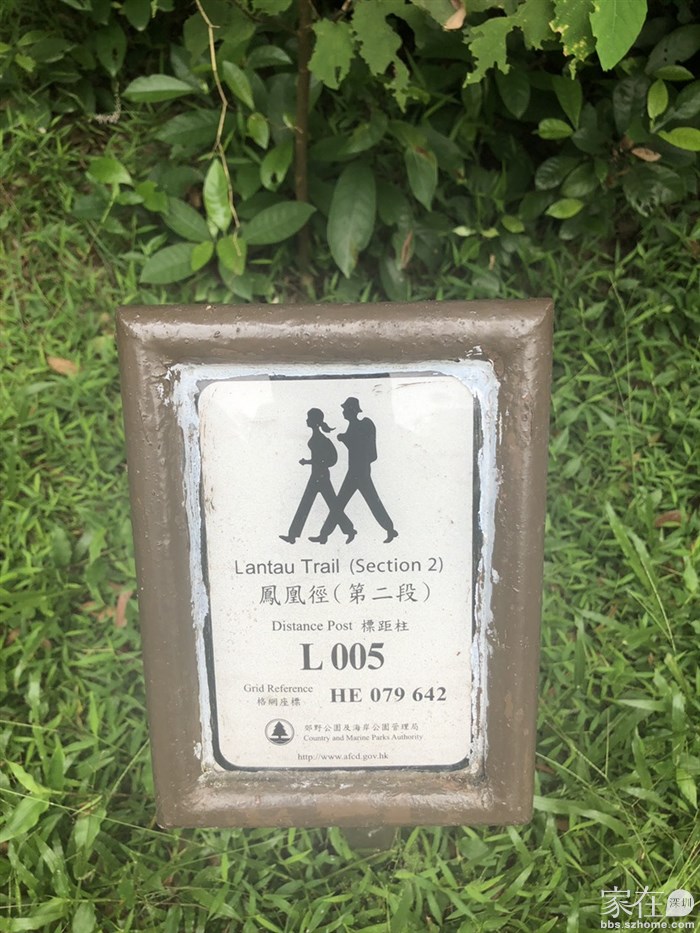 Lantau Trail (Section 2)
鳳凰徑(第二段)
Distance Post 標距柱
L 005
Grid Reference HE 079 642
格網座標
郊野公園及海岸公園管理局
Country and Marine Parks Authority
http://www.afcd.gov.hk
家在深圳
bbs.szhome.com